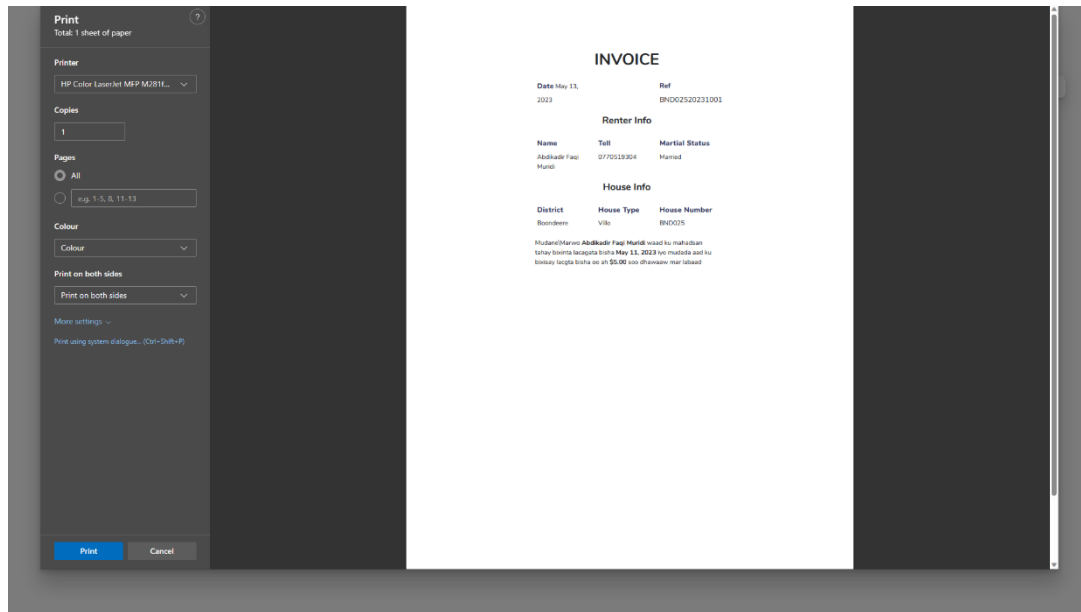 Print
Total: 1 sheet of paper
?
Printer
HP Color LaserJet MFP M281f...
Copies
1
Pages
All
e.g. 1-5, 8, 11-13
Colour
Colour
Print on both sides
Print on both sides
More settings
Print using system dialogue... (Ctrl+Shift+P)
Print
Cancel
INVOICE
Date May 13,
2023
Ref
BND02520231001
Renter Info
Name Tell Martial Status
Abdikadir Faqi 0770519304 Married
Muridi
House Info
District House Type House Number
Boondeere Villo BND025
Mudane\Marwo Abdikadir Faqi Muridi waad ku mahadsan
tahay bixinta lacagata bisha May 11, 2023 iyo mudada aad ku
bixisay lacgta bisha oo ah $5.00 soo dhawaaw mar labaad